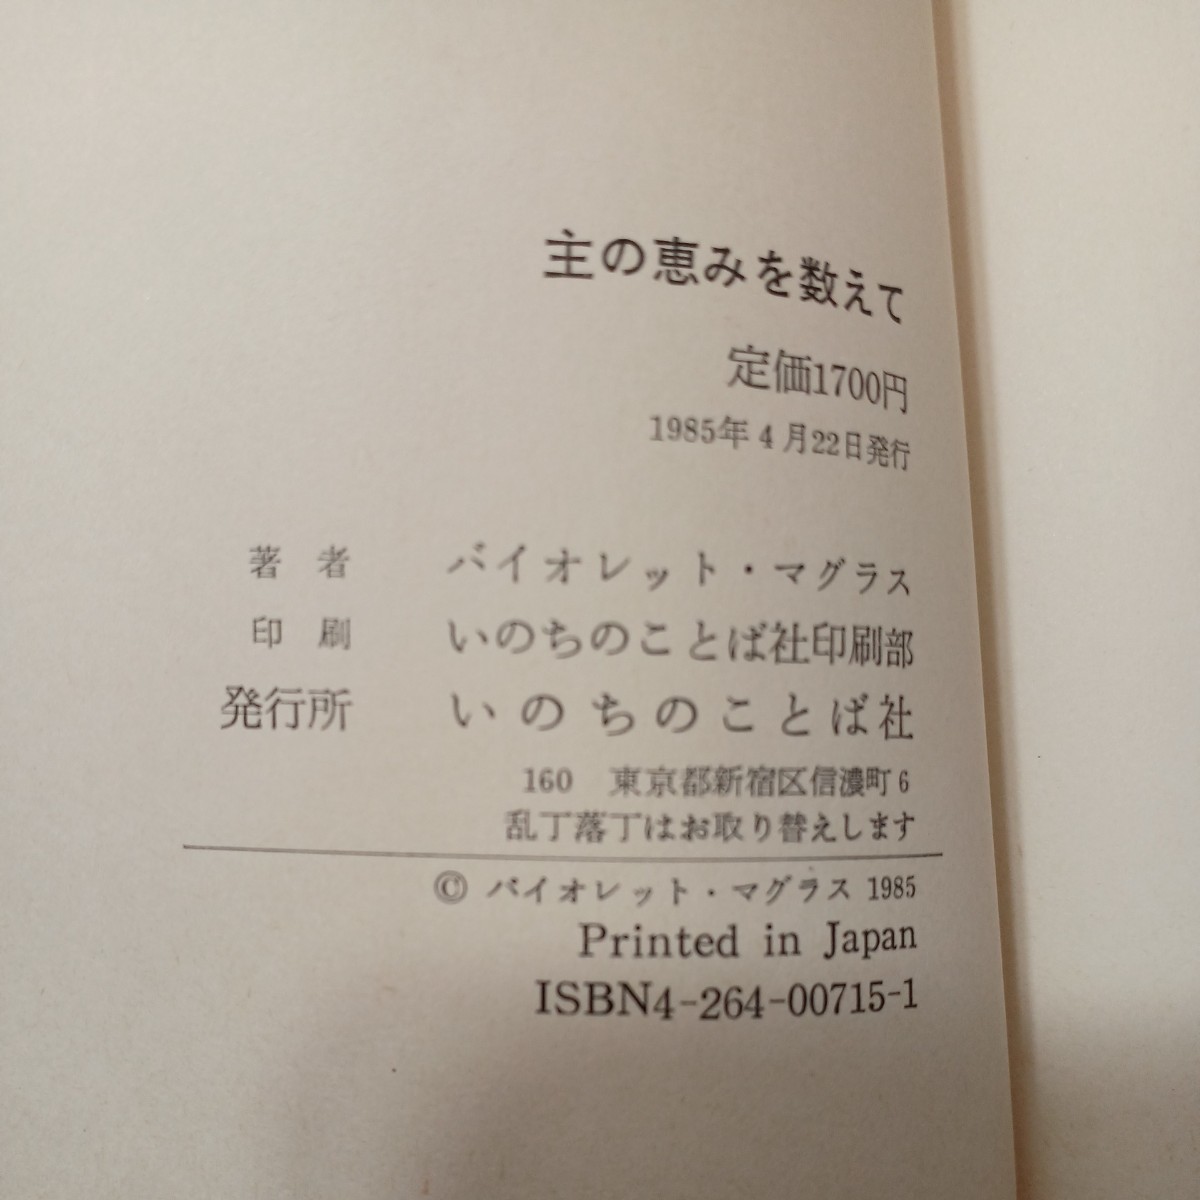 主の恵みを数えて
定価1700円
1985年4月22日発行
著者 バイオレット・マグラス
印刷 いのちのことば社印刷部
発行所 いのちのことば社
160 東京都新宿区信濃町6
乱丁落丁はお取り替えします
© バイオレット・マグラス 1985
Printed in Japan
ISBN4-264-00715-1